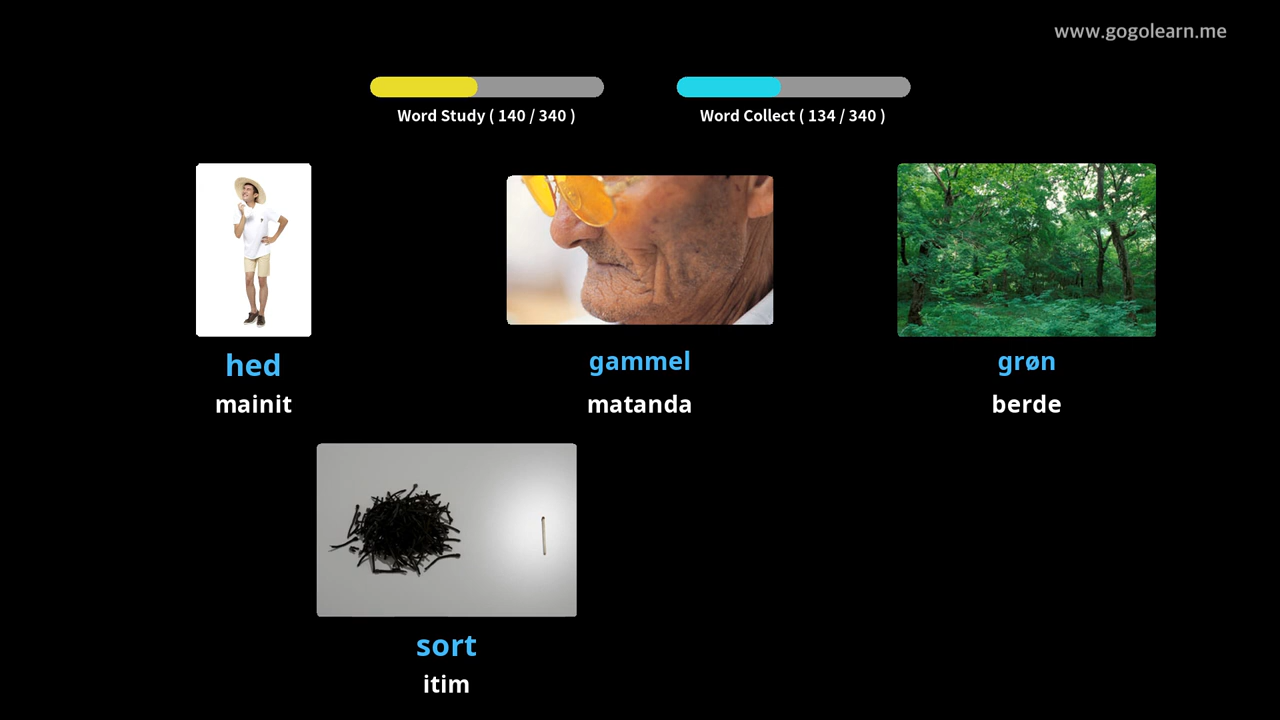 www.gogolearn.me
Word Study ( 140 / 340 )
Word Collect ( 134 / 340 )
hed
mainit
gammel
matanda
grøn
berde
sort
itim